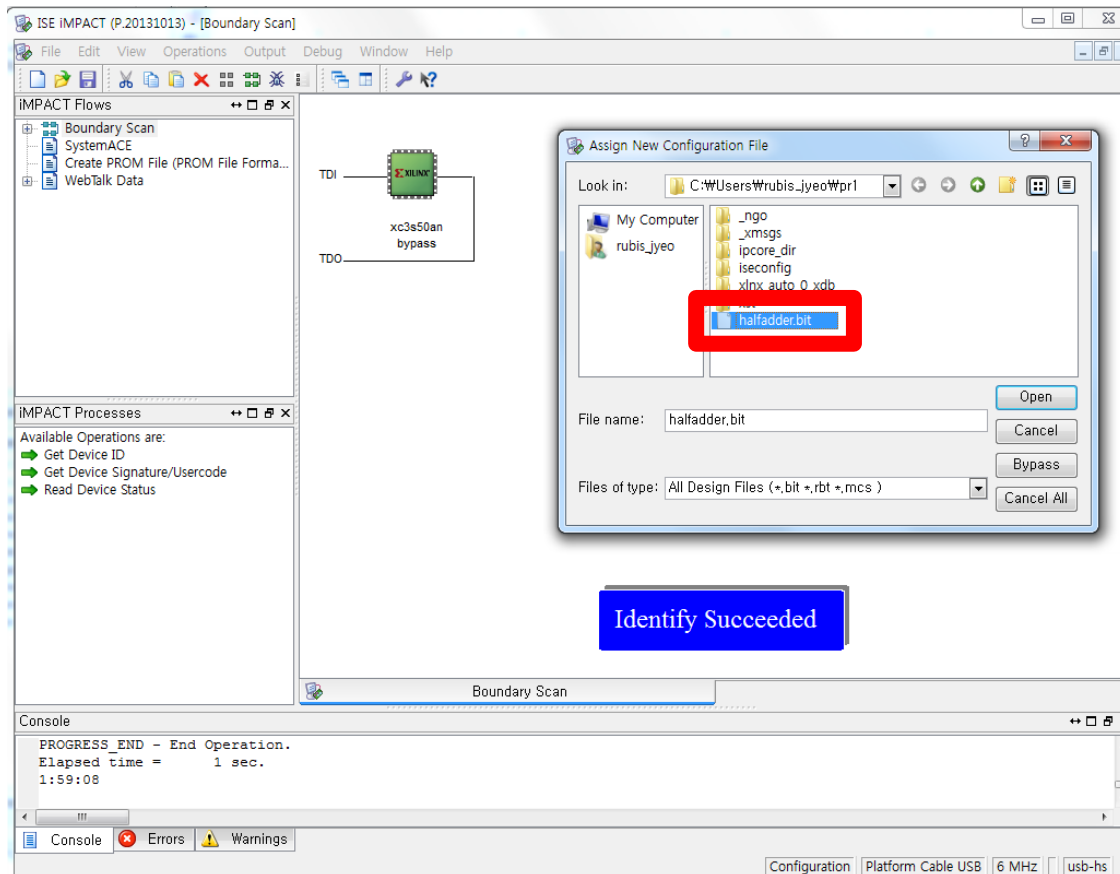 ISE iMPACT (P.20131013) - [Boundary Scan]
File Edit View Operations Output Debug Window Help
iMPACT Flows
Boundary Scan
SystemACE
Create PROM File (PROM File Forma...
WebTalk Data
TDI
XILINX
xc3s50an
bypass
TDO
Assign New Configuration File
Look in: C:₩Users₩rubis_jyeo₩pr1
My Computer
rubis_jyeo
_ngo
_xmsgs
ipcore_dir
iseconfig
xlnx_auto_0_xdb
halfadder.bit
File name: halfadder.bit
Files of type: All Design Files (*.bit *.rbt *.mcs )
Open
Cancel
Bypass
Cancel All
iMPACT Processes
Available Operations are:
Get Device ID
Get Device Signature/Usercode
Read Device Status
Identify Succeeded
Boundary Scan
Console
PROGRESS_END - End Operation.
Elapsed time = 1 sec.
1:59:08
Console Errors Warnings
Configuration Platform Cable USB 6 MHz usb-hs